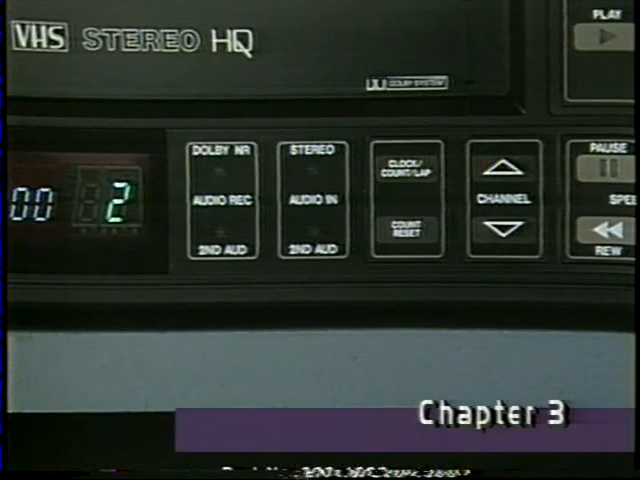 VHS STEREO HQ
DOLBY SYSTEM
PLAY
00 2
DOLBY NR
AUDIO REC
2ND AUD
STEREO
AUDIO IN
2ND AUD
CLOCK/
COUNT/LAP
COUNT
RESET
CHANNEL
PAUSE
REW
Chapter 3